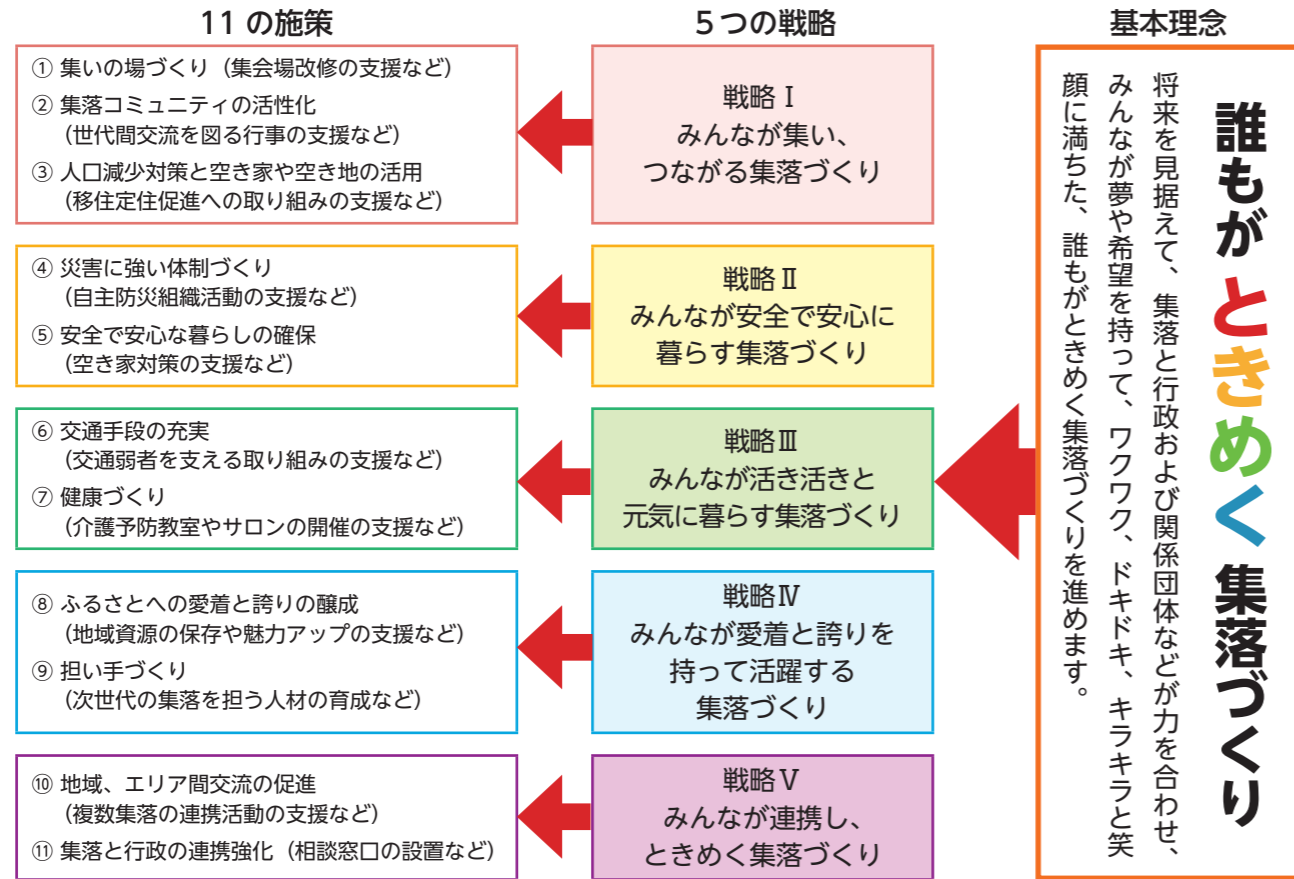 11 の施策
① 集いの場づくり（集会場改修の支援など）
② 集落コミュニティの活性化
（世代間交流を図る行事の支援など）
③ 人口減少対策と空き家や空き地の活用
（移住定住促進への取り組みの支援など）
④ 災害に強い体制づくり
（自主防災組織活動の支援など）
⑤ 安全で安心な暮らしの確保
（空き家対策の支援など）
⑥ 交通手段の充実
（交通弱者を支える取り組みの支援など）
⑦ 健康づくり
（介護予防教室やサロンの開催の支援など）
⑧ ふるさとへの愛着と誇りの醸成
（地域資源の保存や魅力アップの支援など）
⑨ 担い手づくり
（次世代の集落を担う人材の育成など）
⑩ 地域、エリア間交流の促進
（複数集落の連携活動の支援など）
⑪ 集落と行政の連携強化（相談窓口の設置など）
5つの戦略
戦略Ⅰ
みんなが集い、
つながる集落づくり
戦略Ⅱ
みんなが安全で安心に
暮らす集落づくり
戦略Ⅲ
みんなが活き活きと
元気に暮らす集落づくり
戦略Ⅳ
みんなが愛着と誇りを
持って活躍する
集落づくり
戦略Ⅴ
みんなが連携し、
ときめく集落づくり
基本理念
誰もがときめく集落づくり
将来を見据えて、集落と行政および関係団体などが力を合わせ、
みんなが夢や希望を持って、ワクワク、ドキドキ、キラキラと笑
顔に満ちた、誰もがときめく集落づくりを進めます。